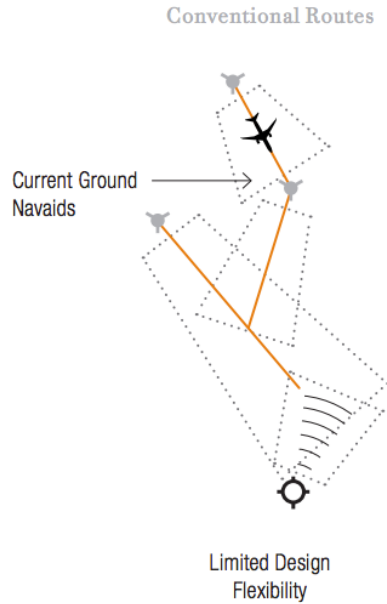 Conventional Routes
Current Ground
Navaids
Limited Design
Flexibility